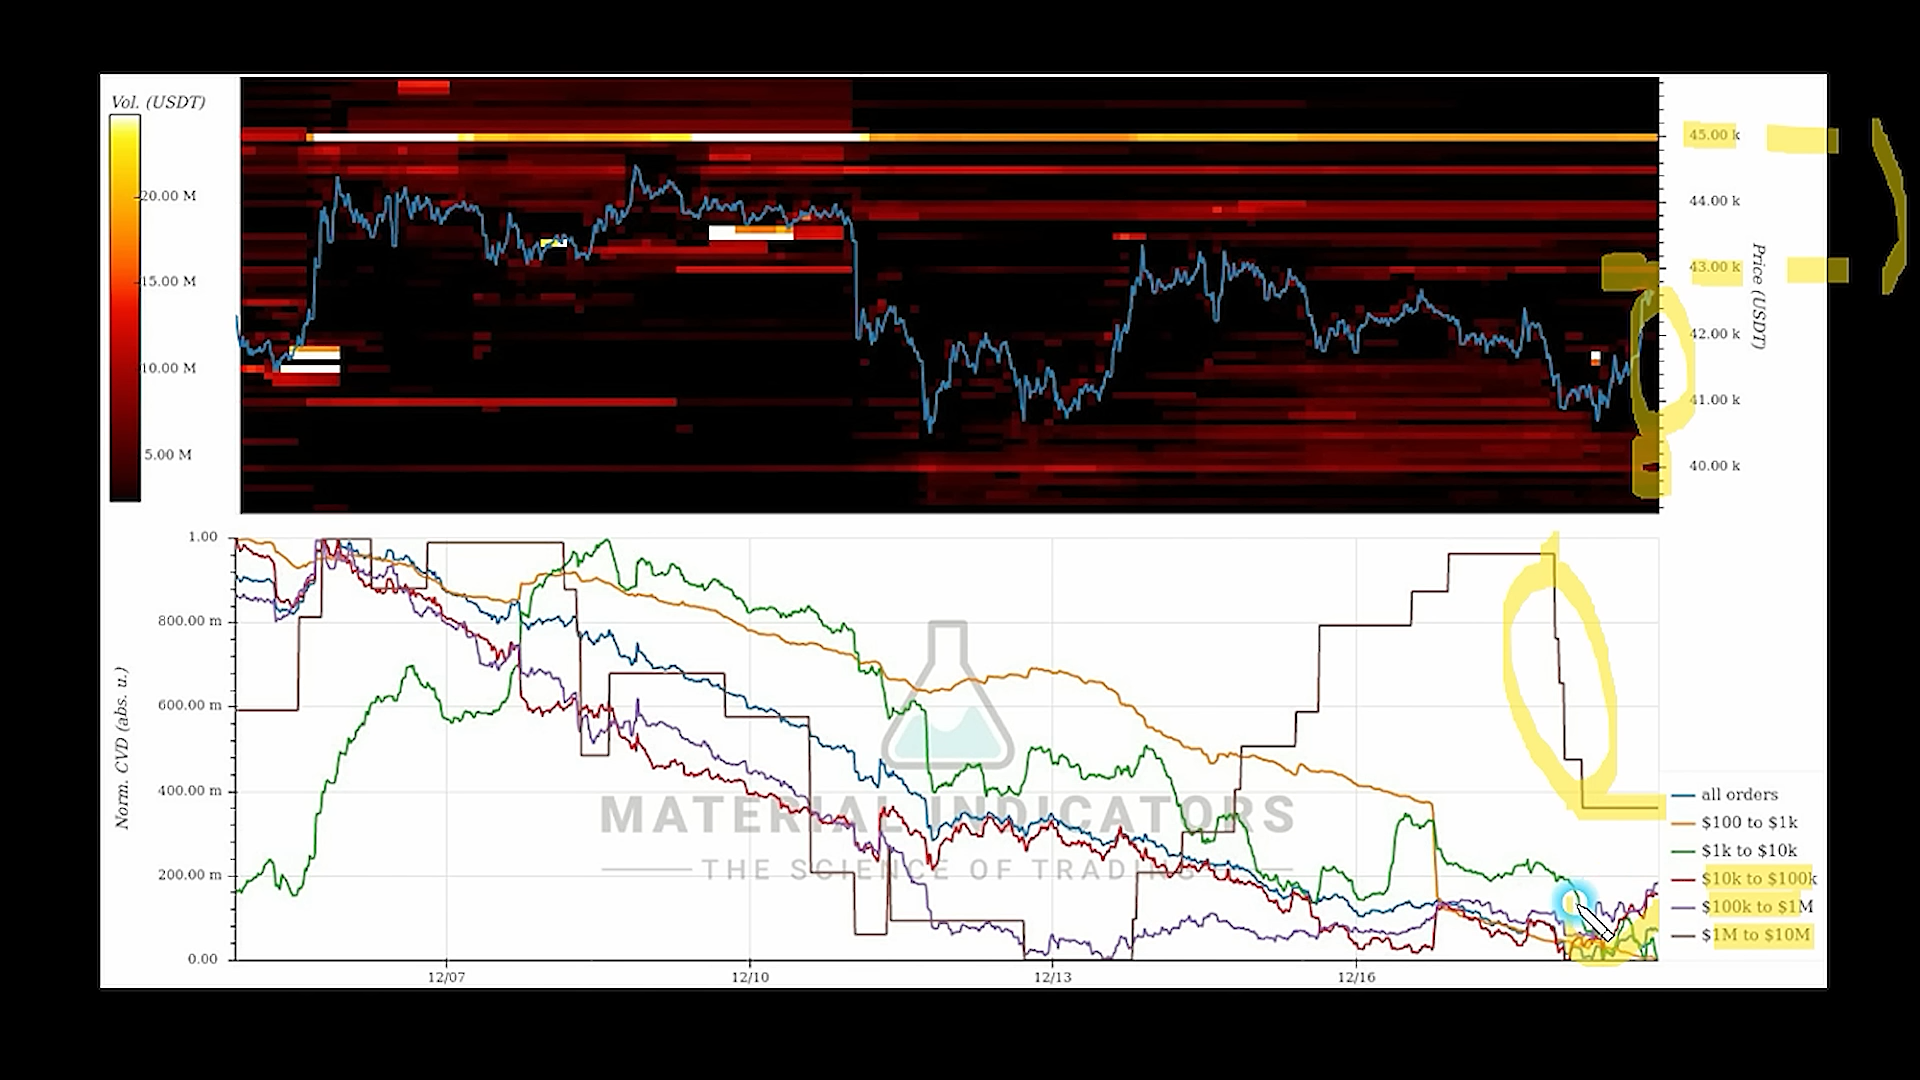 Vol. (USDT)
20.00 M
15.00 M
10.00 M
5.00 M
45.00 k
44.00 k
43.00 k
42.00 k
41.00 k
40.00 k
Price (USDT)
1.00
800.00 m
600.00 m
400.00 m
200.00 m
0.00
Norm. CVD (abs. u.)
12/07
12/10
12/13
12/16
MATERIAL INDICATORS
THE SCIENCE OF TRADING
all orders
$100 to $1k
$1k to $10k
$10k to $100k
$100k to $1M
$1M to $10M